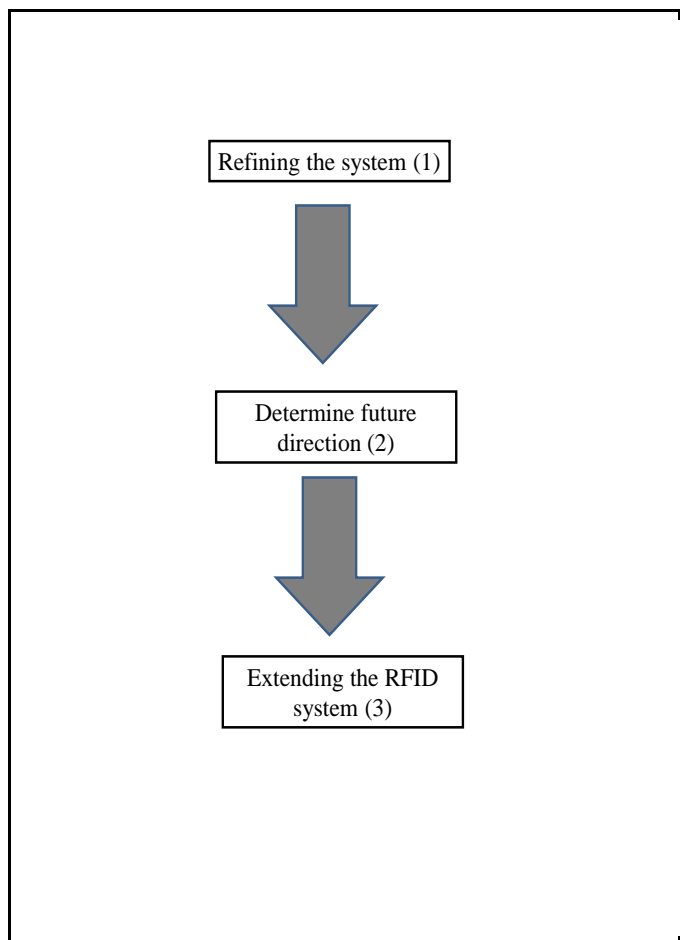 Refining the system (1)
Determine future
direction (2)
Extending the RFID
system (3)